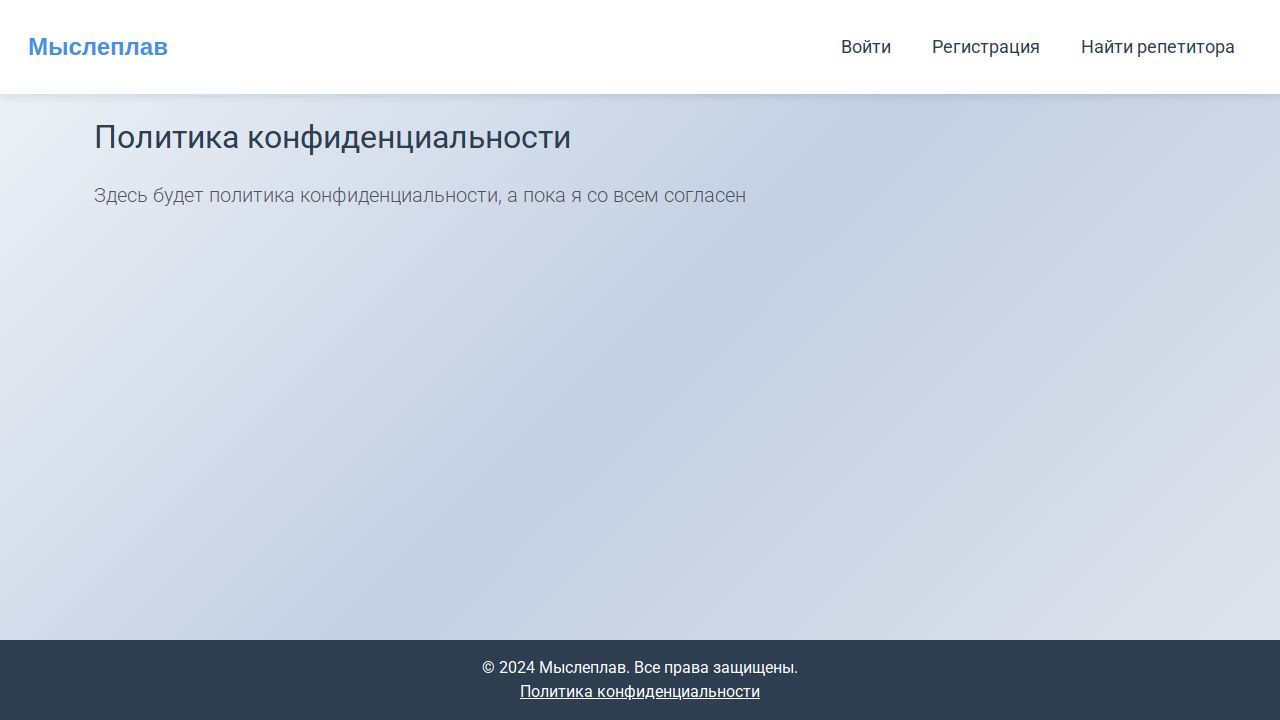 Мыслеплав
Войти
Регистрация
Найти репетитора
Политика конфиденциальности
Здесь будет политика конфиденциальности, а пока я со всем согласен
© 2024 Мыслеплав. Все права защищены.
Политика конфиденциальности